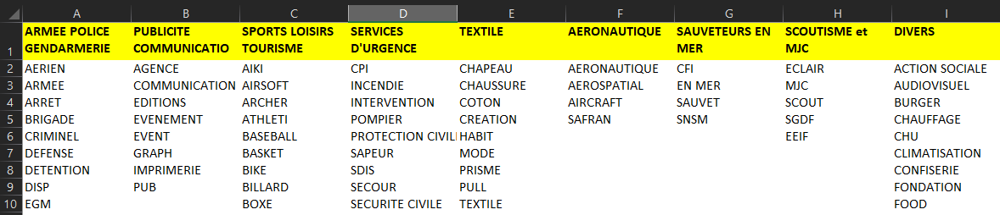 A B C D E F G H I
1 ARMEE POLICE GENDARMERIE PUBLICITE COMMUNICATIO SPORTS LOISIRS TOURISME SERVICES D'URGENCE TEXTILE AERONAUTIQUE SAUVETEURS EN MER SCOUTISME et MJC DIVERS
2 AERIEN AGENCE AIKI CPI CHAPEAU AERONAUTIQUE CFI ECLAIR ACTION SOCIALE
3 ARMEE COMMUNICATION AIRSOFT INCENDIE CHAUSSURE AEROSPATIAL EN MER MJC AUDIOVISUEL
4 ARRET EDITIONS ARCHER INTERVENTION COTON AIRCRAFT SAUVET SCOUT BURGER
5 BRIGADE EVENEMENT ATHLETI POMPIER CREATION SAFRAN SNSM SGDF CHAUFFAGE
6 CRIMINEL EVENT BASEBALL PROTECTION CIVIL HABIT EEIF CHU
7 DEFENSE GRAPH BASKET SAPEUR MODE CLIMATISATION
8 DETENTION IMPRIMERIE BIKE SDIS PRISME CONFISERIE
9 DISP PUB BILLARD SECOUR PULL FONDATION
10 EGM BOXE SECURITE CIVILE TEXTILE FOOD